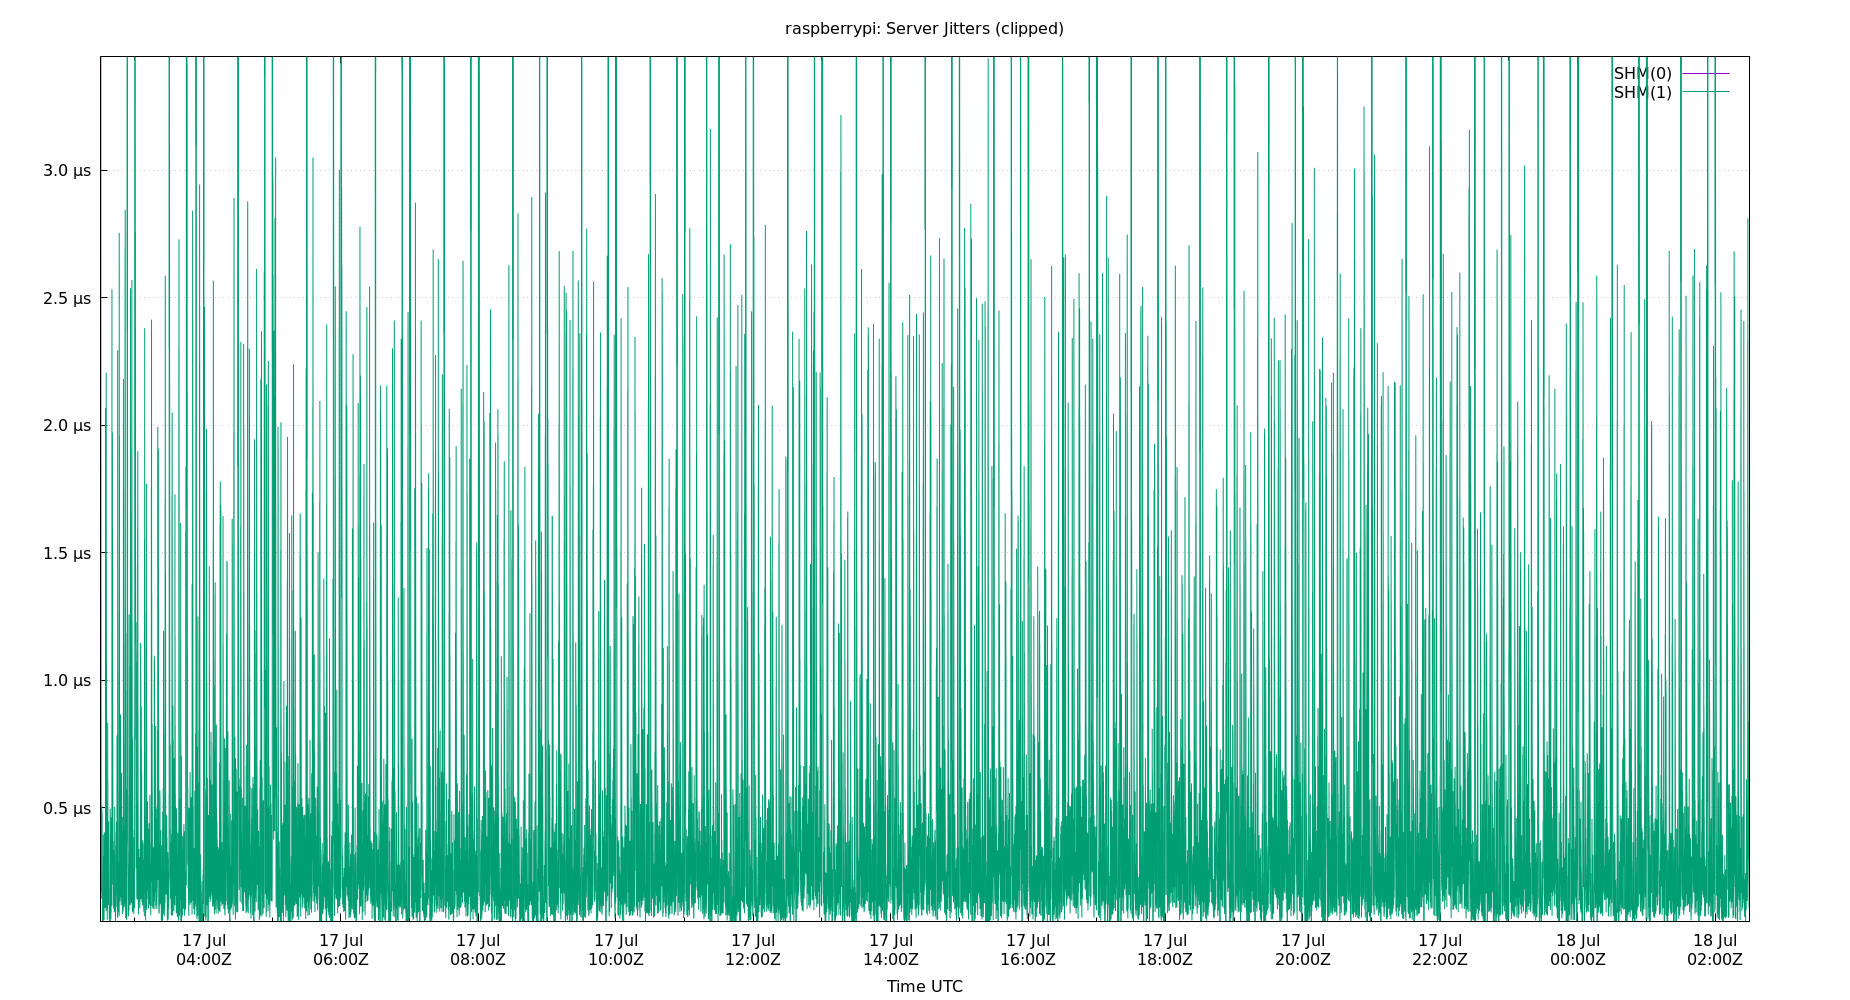 raspberrypi: Server Jitters (clipped)
SHM(0)
SHM(1)
3.0 µs
2.5 µs
2.0 µs
1.5 µs
1.0 µs
0.5 µs
17 Jul 17 Jul 17 Jul 17 Jul 17 Jul 17 Jul 17 Jul 17 Jul 17 Jul 17 Jul 18 Jul 18 Jul
04:00Z 06:00Z 08:00Z 10:00Z 12:00Z 14:00Z 16:00Z 18:00Z 20:00Z 22:00Z 00:00Z 02:00Z
Time UTC